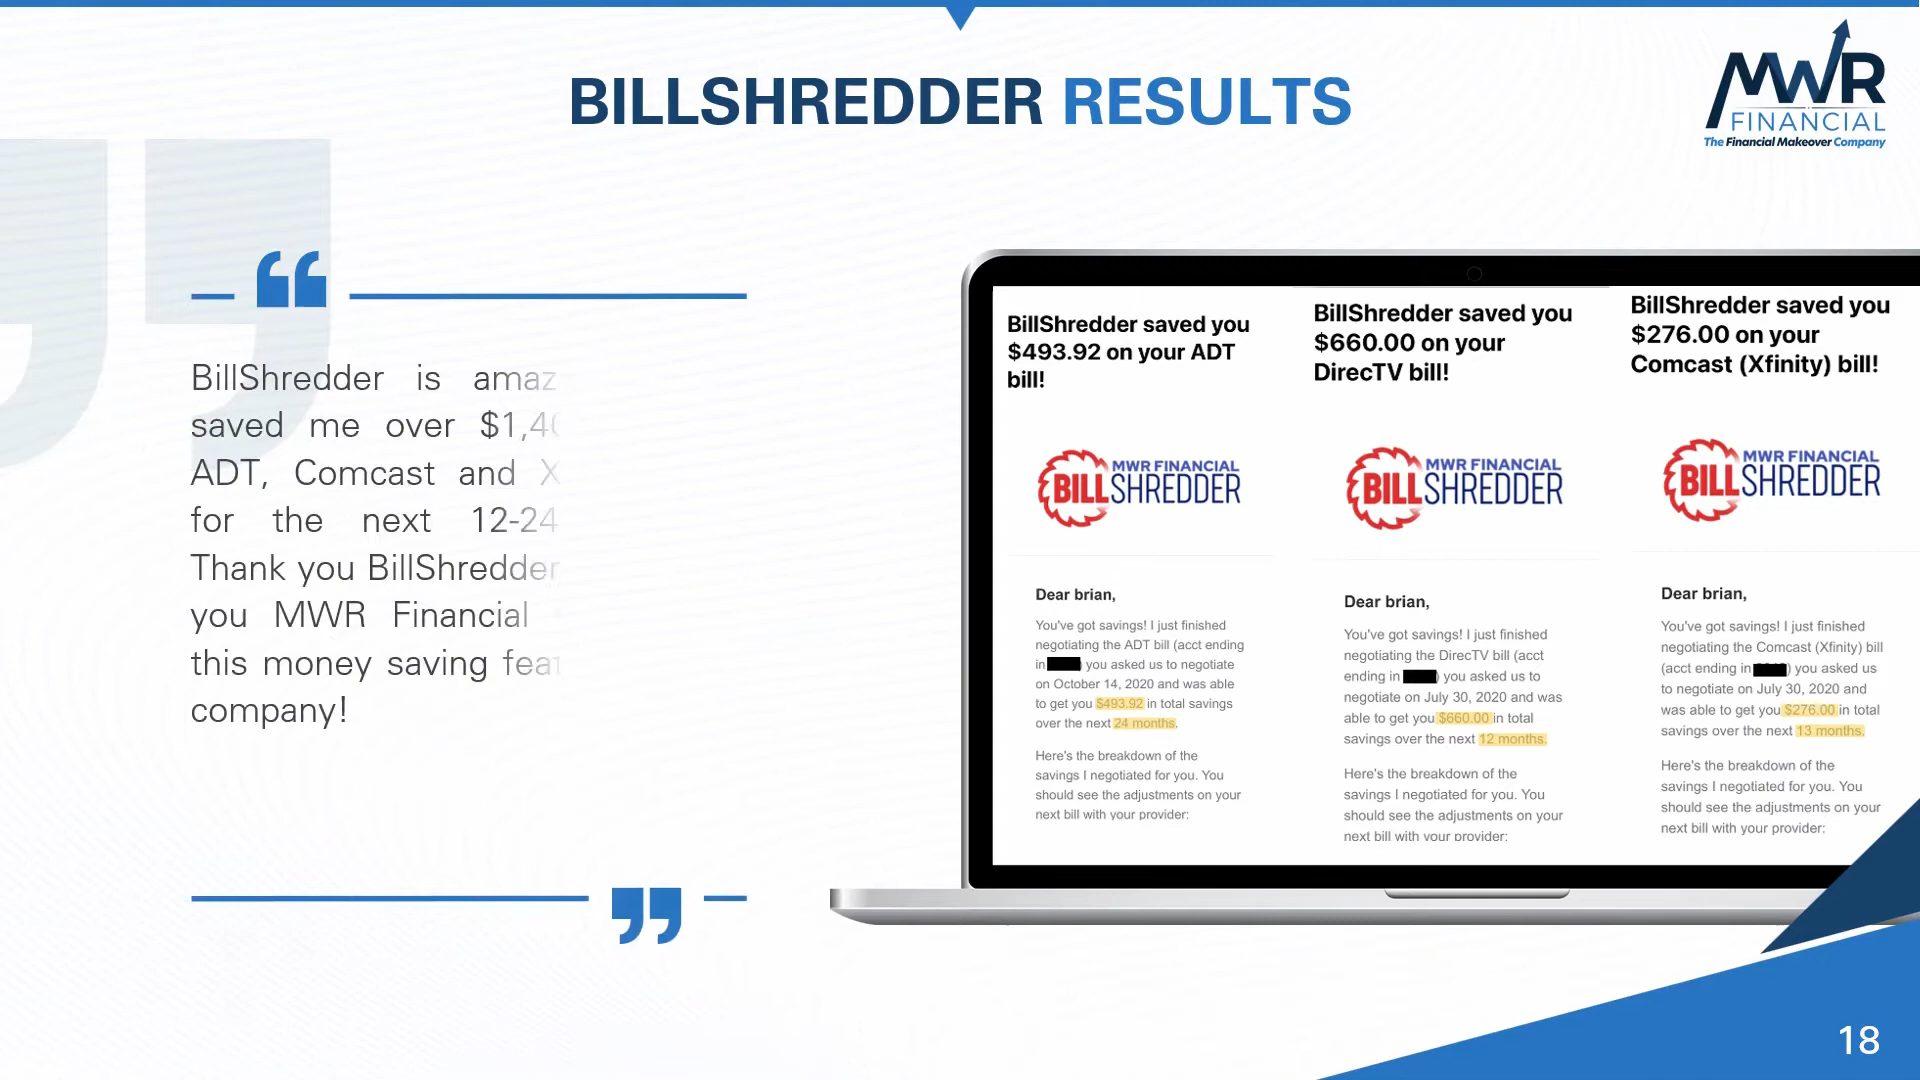 BILLSHREDDER RESULTS
MWR
FINANCIAL
The Financial Makeover Company
BillShredder is
saved me over
ADT, Comcast and
for the next
Thank you BillShredder
you MWR Financial
this money saving
company!
BillShredder saved you
$493.92 on your ADT
bill!
MWR FINANCIAL
BILLSHREDDER
Dear brian,
You've got savings! I just finished
negotiating the ADT bill (acct ending
in ) you asked us to negotiate
on October 14, 2020 and was able
to get you $493.92 in total savings
over the next 24 months.
Here's the breakdown of the
savings I negotiated for you. You
should see the adjustments on your
next bill with your provider:
BillShredder saved you
$660.00 on your
DirecTV bill!
MWR FINANCIAL
BILLSHREDDER
Dear brian,
You've got savings! I just finished
negotiating the DirecTV bill (acct
ending in ) you asked us to
negotiate on July 30, 2020 and was
able to get you $660.00 in total
savings over the next 12 months.
Here's the breakdown of the
savings I negotiated for you. You
should see the adjustments on your
next bill with your provider:
BillShredder saved you
$276.00 on your
Comcast (Xfinity) bill!
MWR FINANCIAL
BILLSHREDDER
Dear brian,
You've got savings! I just finished
negotiating the Comcast (Xfinity) bill
(acct ending in ) you asked us
to negotiate on July 30, 2020 and
was able to get you $276.00 in total
savings over the next 13 months.
Here's the breakdown of the
savings I negotiated for you. You
should see the adjustments on your
next bill with your provider:
18